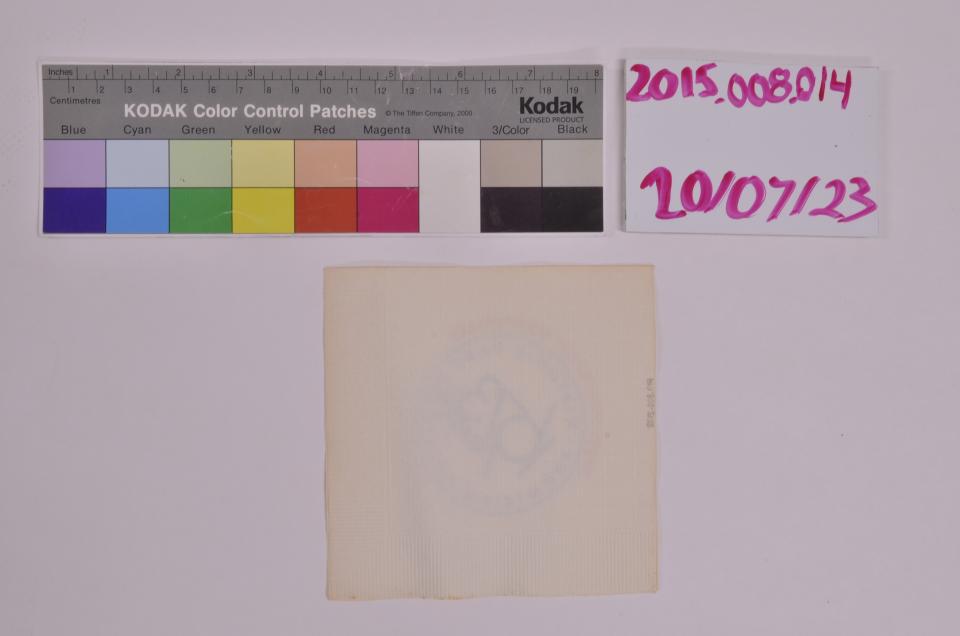 Inches 1 2 3 4 5 6 7 8
1 2 3 4 5 6 7 8 9 10 11 12 13 14 15 16 17 18 19
Centimetres
KODAK Color Control Patches © The Tiffen Company, 2000 Kodak
LICENSED PRODUCT
Blue Cyan Green Yellow Red Magenta White 3/Color Black
2015.008.014
20/07/23